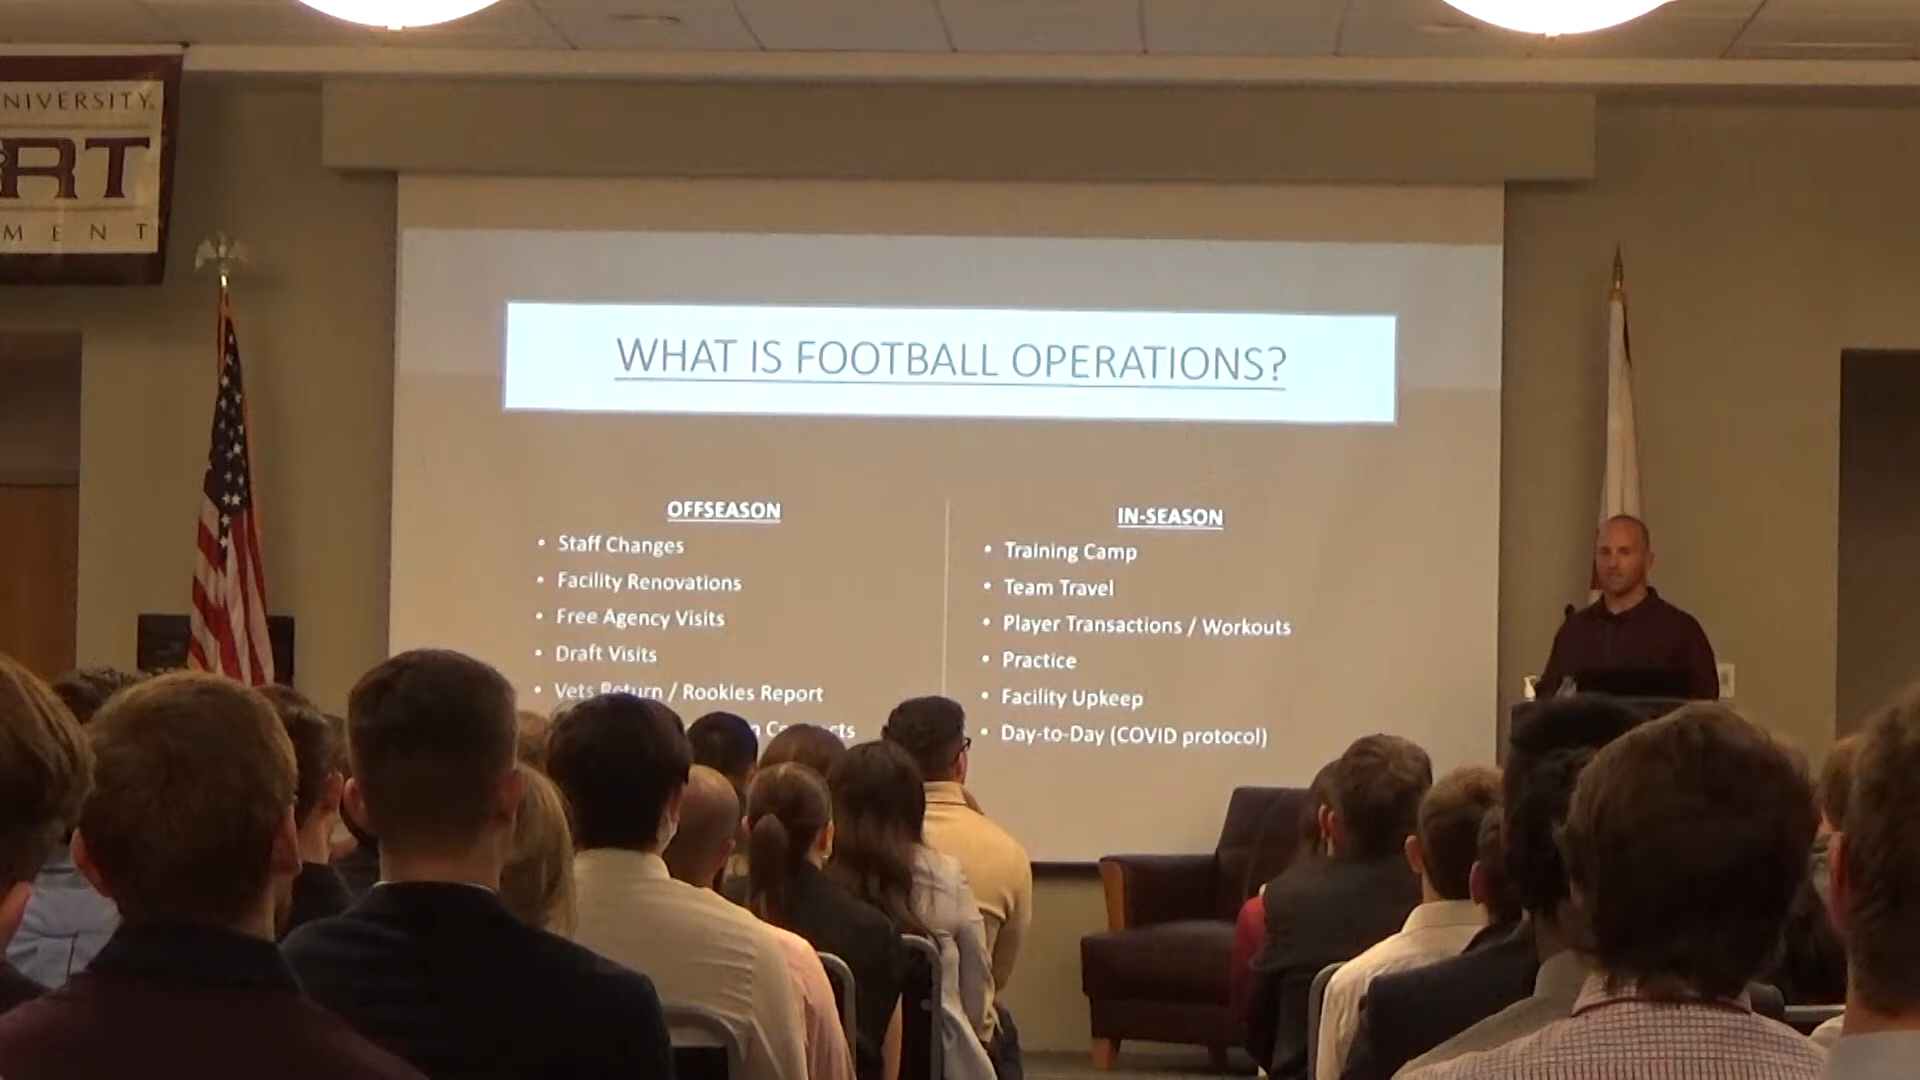 NIVERSITY
RT
MENT
WHAT IS FOOTBALL OPERATIONS?
OFFSEASON
• Staff Changes
• Facility Renovations
• Free Agency Visits
• Draft Visits
• Vets Return / Rookies Report
IN-SEASON
• Training Camp
• Team Travel
• Player Transactions / Workouts
• Practice
• Facility Upkeep
• Day-to-Day (COVID protocol)